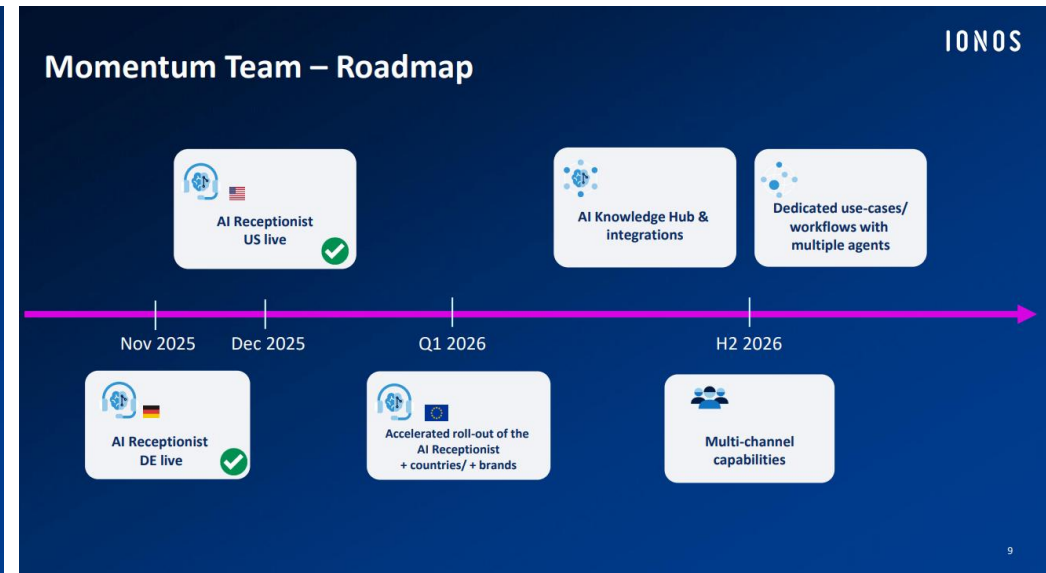 IONOS
Momentum Team – Roadmap
AI Receptionist
US live
AI Knowledge Hub &
integrations
Dedicated use-cases/
workflows with
multiple agents
Nov 2025
Dec 2025
Q1 2026
H2 2026
AI Receptionist
DE live
Accelerated roll-out of the
AI Receptionist
+ countries/ + brands
Multi-channel
capabilities
9